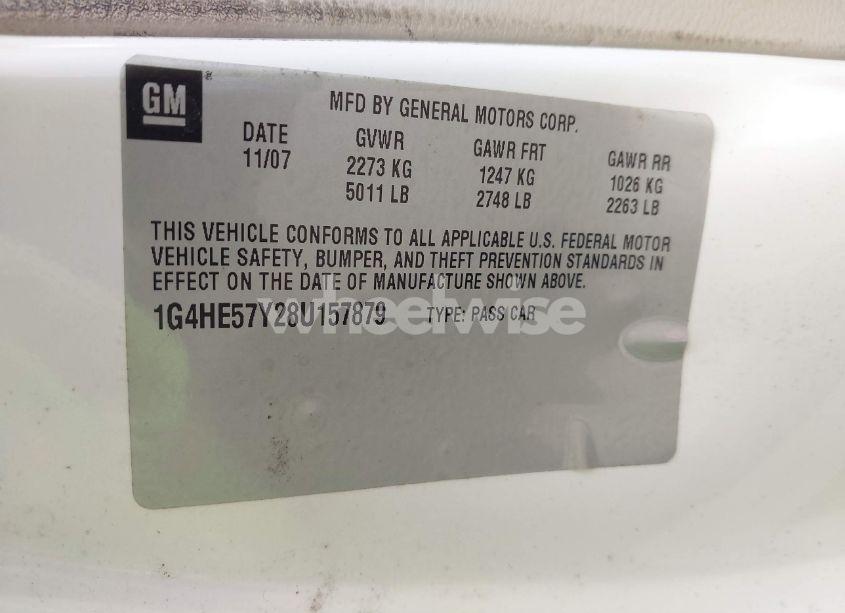 GM
MFD BY GENERAL MOTORS CORP.
DATE GVWR GAWR FRT GAWR RR
11/07 2273 KG 1247 KG 1026 KG
5011 LB 2748 LB 2263 LB
THIS VEHICLE CONFORMS TO ALL APPLICABLE U.S. FEDERAL MOTOR
VEHICLE SAFETY, BUMPER, AND THEFT PREVENTION STANDARDS IN
EFFECT ON THE DATE OF MANUFACTURE SHOWN ABOVE.
1G4HE57Y28U157879 TYPE: PASS CAR
wheelwise